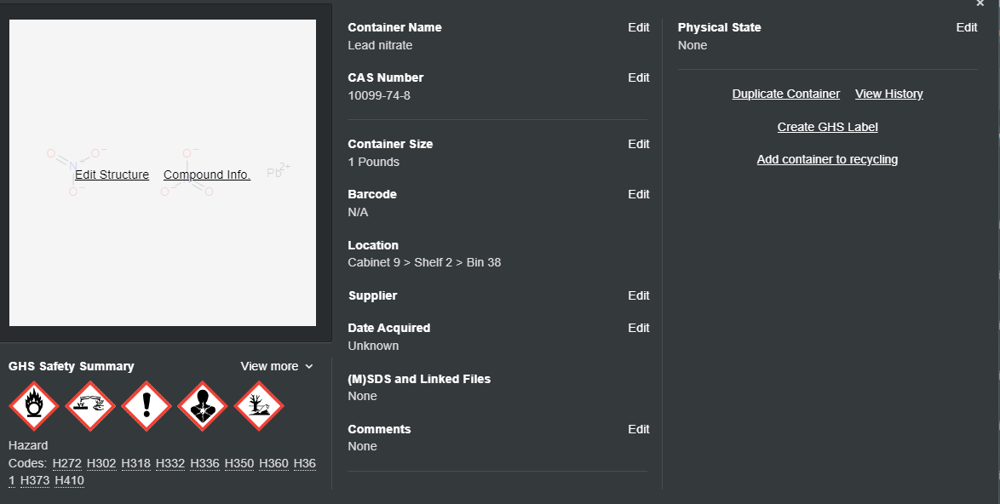 ×
Edit Structure Compound Info.
Pb2+
N
O
O−
O−
O−
O−
O
GHS Safety Summary View more
Hazard
Codes: H272 H302 H318 H332 H336 H350 H360 H36
1 H373 H410
Container Name Edit
Lead nitrate
CAS Number Edit
10099-74-8
Container Size Edit
1 Pounds
Barcode Edit
N/A
Location
Cabinet 9 > Shelf 2 > Bin 38
Supplier Edit
Date Acquired Edit
Unknown
(M)SDS and Linked Files
None
Comments Edit
None
Physical State Edit
None
Duplicate Container View History
Create GHS Label
Add container to recycling